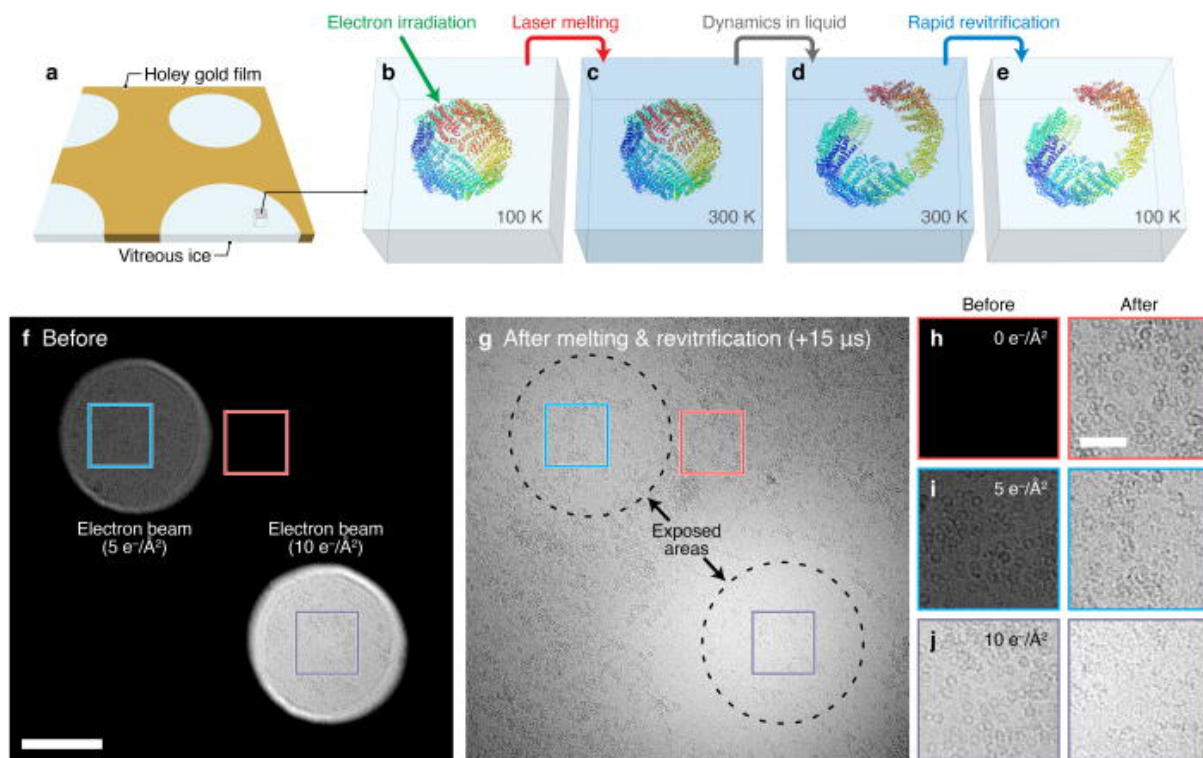 Electron irradiation
Laser melting
Dynamics in liquid
Rapid revitrification
a
Holey gold film
Vitreous ice
b
100 K
c
300 K
d
300 K
e
100 K
f Before
Electron beam
(5 e⁻/Å²)
Electron beam
(10 e⁻/Å²)
g After melting & revitrification (+15 µs)
Exposed
areas
Before
After
h
0 e⁻/Å²
i
5 e⁻/Å²
j
10 e⁻/Å²